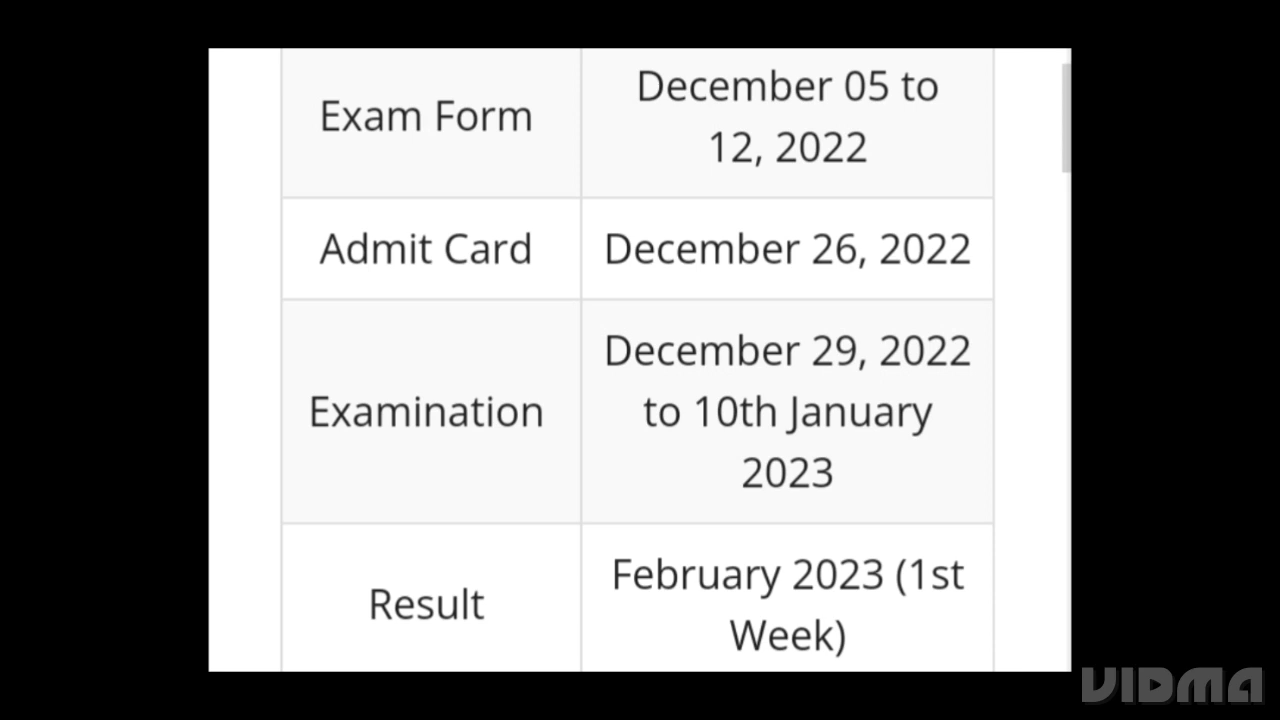 Exam Form
December 05 to
12, 2022
Admit Card
December 26, 2022
Examination
December 29, 2022
to 10th January
2023
Result
February 2023 (1st
Week)
VIDMA